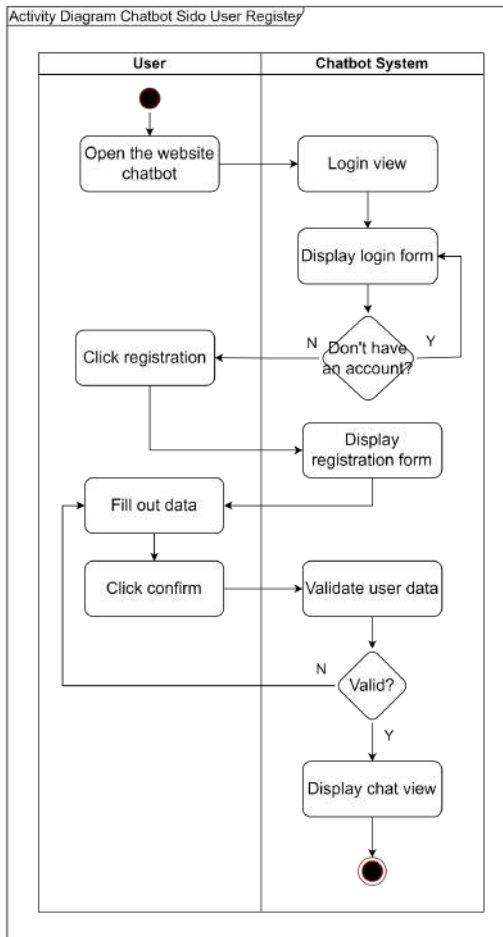 Activity Diagram Chatbot Sido User Register
User
Chatbot System
Open the website
chatbot
Login view
Display login form
N
Y
Don't have
an account?
Click registration
Display
registration form
Fill out data
Click confirm
Validate user data
N
Valid?
Y
Display chat view